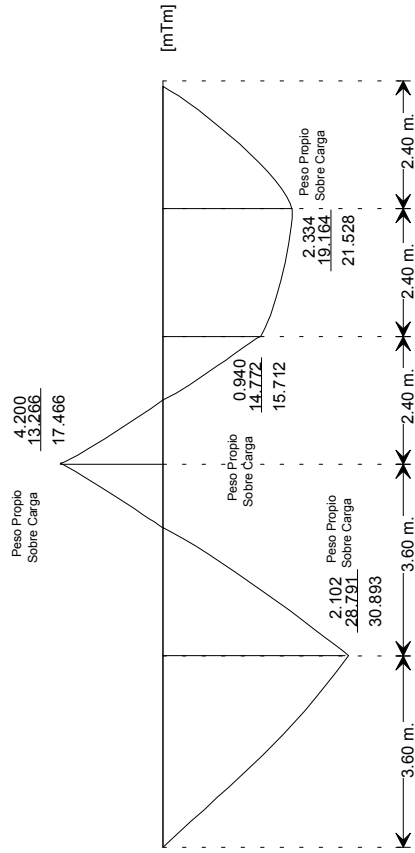 [mTm]
Peso Propio
Sobre Carga
4.200
13.266
17.466
Peso Propio
Sobre Carga
2.334
19.164
21.528
0.940
14.772
15.712
Peso Propio
Sobre Carga
Peso Propio
Sobre Carga
2.102
28.791
30.893
3.60 m.
3.60 m.
2.40 m.
2.40 m.
2.40 m.